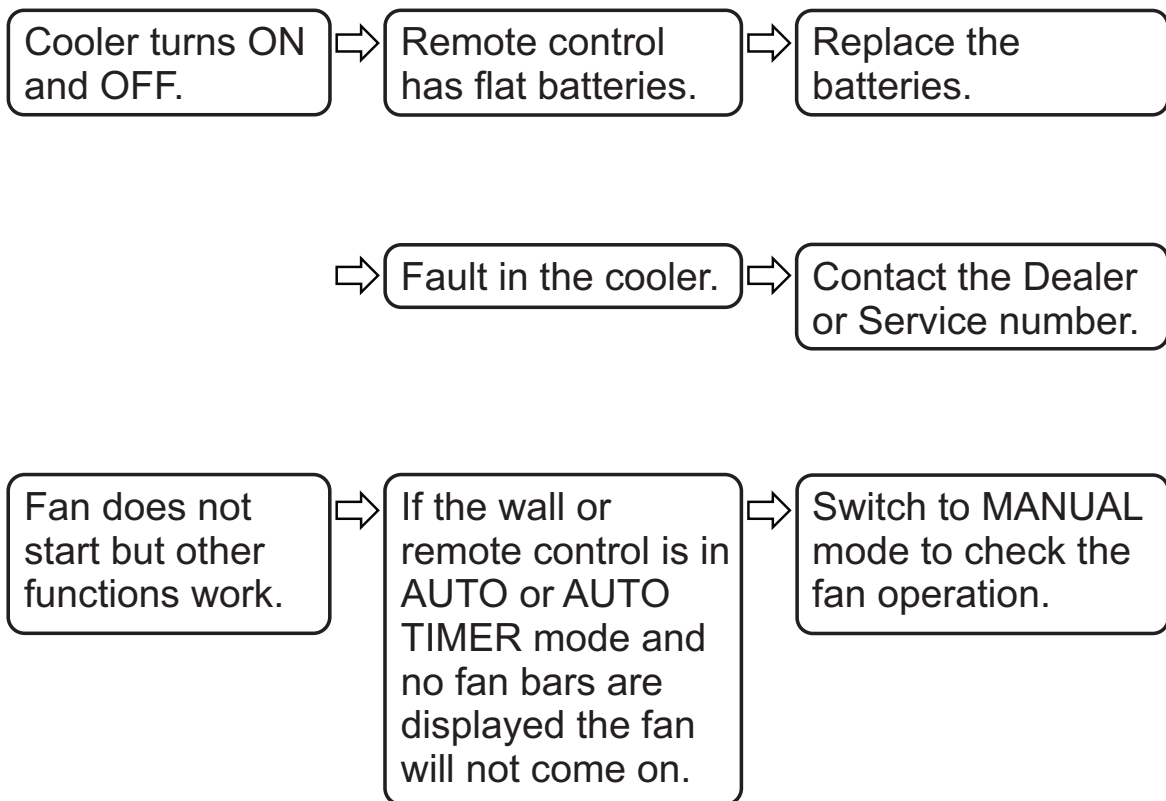 Cooler turns ON
and OFF.
Remote control
has flat batteries.
Replace the
batteries.
Fault in the cooler.
Contact the Dealer
or Service number.
Fan does not
start but other
functions work.
If the wall or
remote control is in
AUTO or AUTO
TIMER mode and
no fan bars are
displayed the fan
will not come on.
Switch to MANUAL
mode to check the
fan operation.